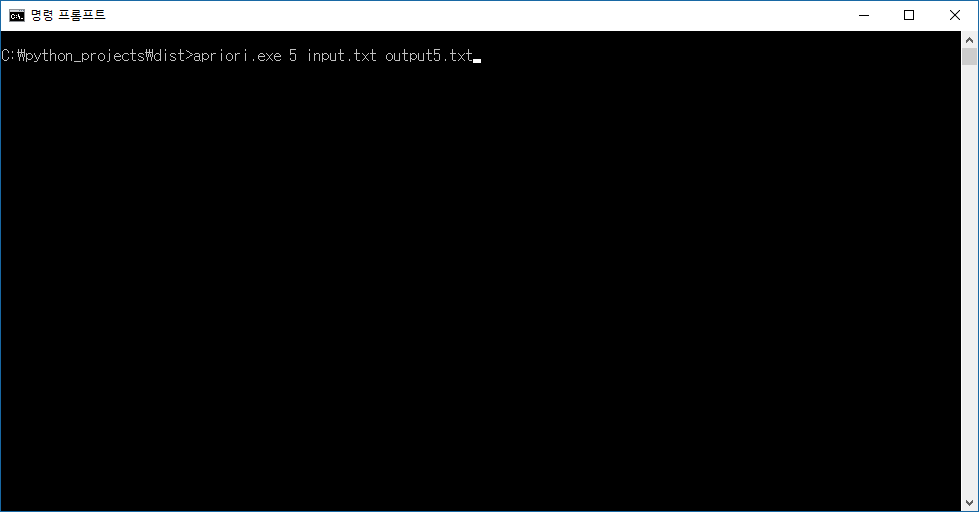 명령 프롬프트
C:₩python_projects₩dist>apriori.exe 5 input.txt output5.txt